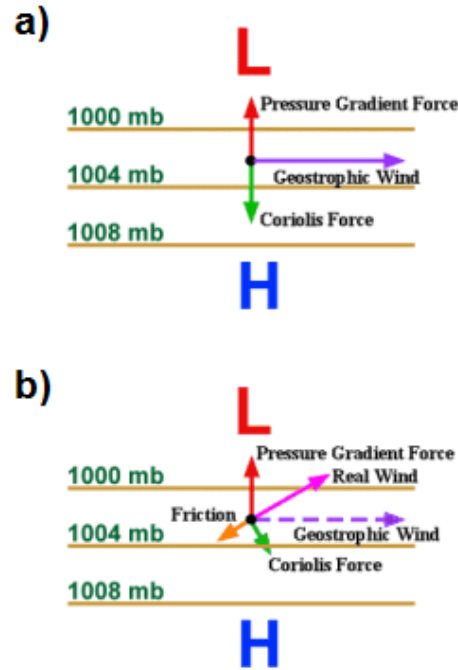 a)
L
Pressure Gradient Force
1000 mb
1004 mb
Geostrophic Wind
Coriolis Force
1008 mb
H
b)
L
Pressure Gradient Force
1000 mb
Real Wind
Friction
1004 mb
Geostrophic Wind
Coriolis Force
1008 mb
H